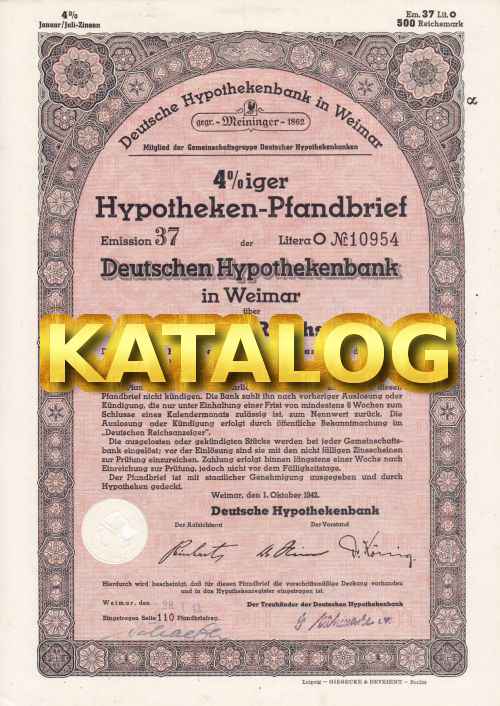 4%
Januar/Juli-Zinsen
Em. 37 Lit. O
500 Reichsmark
Deutsche Hypothekenbank in Weimar
gegr. - Meininger - 1862
Mitglied der Gemeinschaftsgruppe Deutscher Hypothekenbanken
4%iger
Hypotheken-Pfandbrief
Emission 37 der Litera O № 10954
Deutschen Hypothekenbank
in Weimar
über
KATALOG
Pfandbrief nicht kündigen. Die Bank zahlt ihn nach vorheriger Auslosung oder
Kündigung, die nur unter Einhaltung einer Frist von mindestens 6 Wochen zum
Schlusse eines Kalendermonats zulässig ist, zum Nennwert zurück. Die
Auslosung oder Kündigung erfolgt durch öffentliche Bekanntmachung im
„Deutschen Reichsanzeiger".
Die ausgelosten oder gekündigten Stücke werden bei jeder Gemeinschafts-
bank eingelöst; vor der Einlösung sind sie mit den nicht fälligen Zinsscheinen
zur Prüfung einzureichen. Zahlung erfolgt binnen längstens einer Woche nach
Einreichung zur Prüfung, jedoch nicht vor dem Fälligkeitstage.
Der Pfandbrief ist mit staatlicher Genehmigung ausgegeben und durch
Hypotheken gedeckt.
Weimar, den 1. Oktober 1942.
Deutsche Hypothekenbank
Der Aufsichtsrat Der Vorstand
Hierdurch wird bescheinigt, daß für diesen Pfandbrief die vorschriftsmäßige Deckung vorhanden
und in das Hypothekenregister eingetragen ist.
Weimar, den
Der Treuhänder der Deutschen Hypothekenbank
Eingetragen Seite 110 Pfandbriefreg.
Leipzig — GIESECKE & DEVRIENT — Berlin